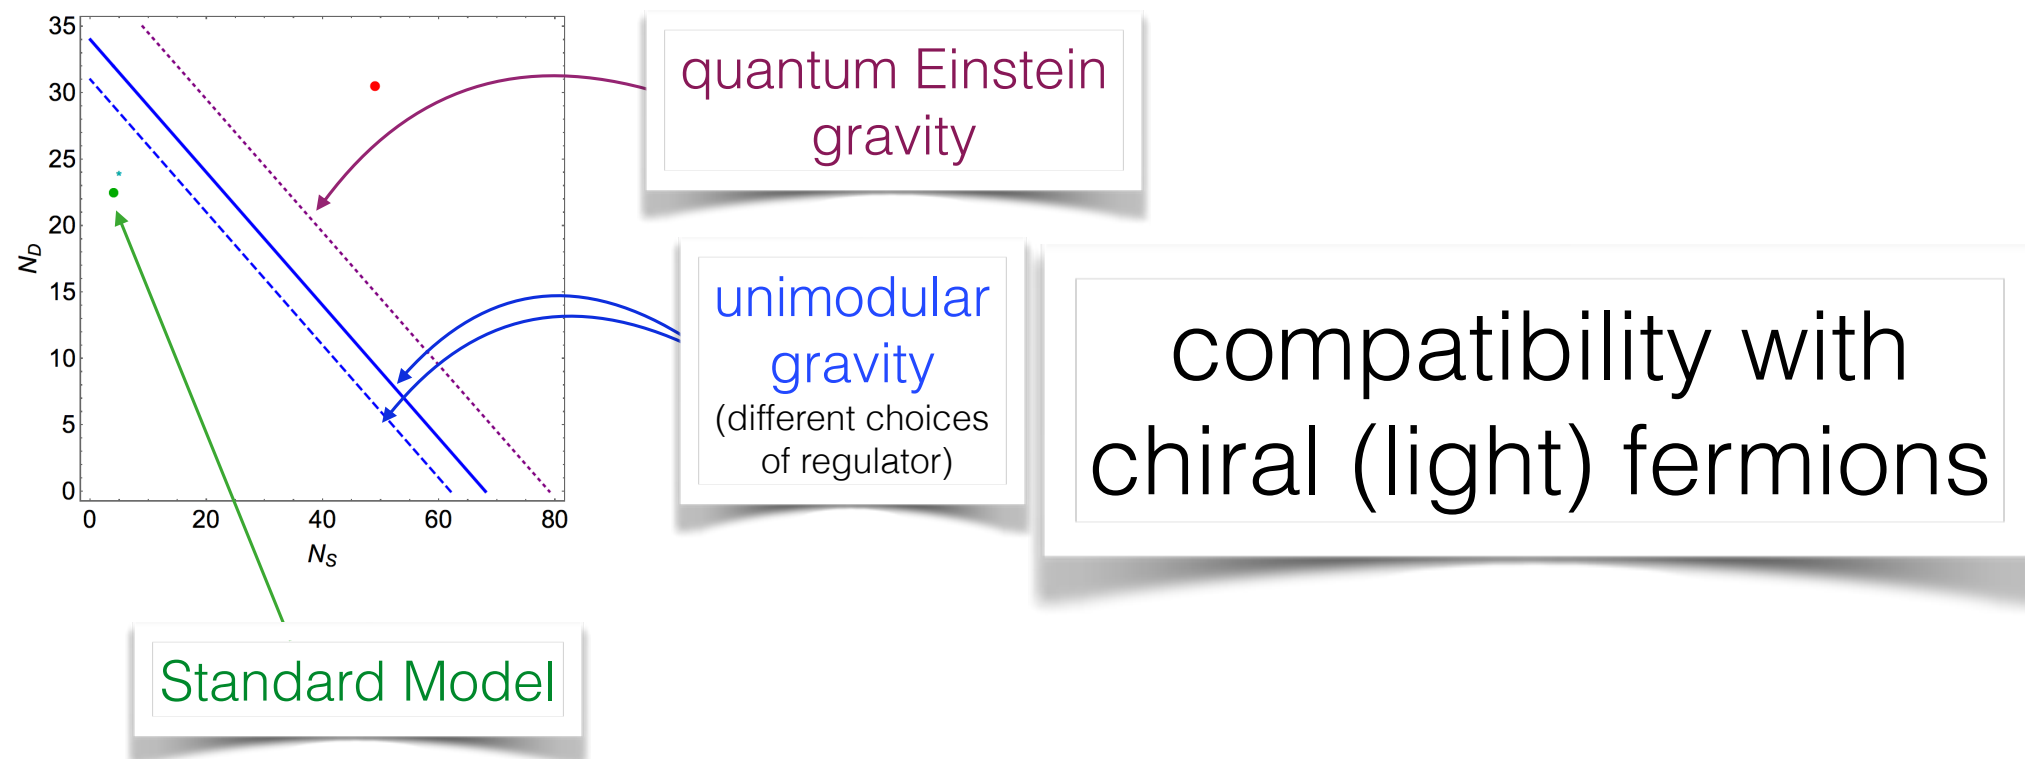 35
30
25
20
15
10
5
0
N_D
0 20 40 60 80
N_S
quantum Einstein
gravity
unimodular
gravity
(different choices
of regulator)
compatibility with
chiral (light) fermions
Standard Model